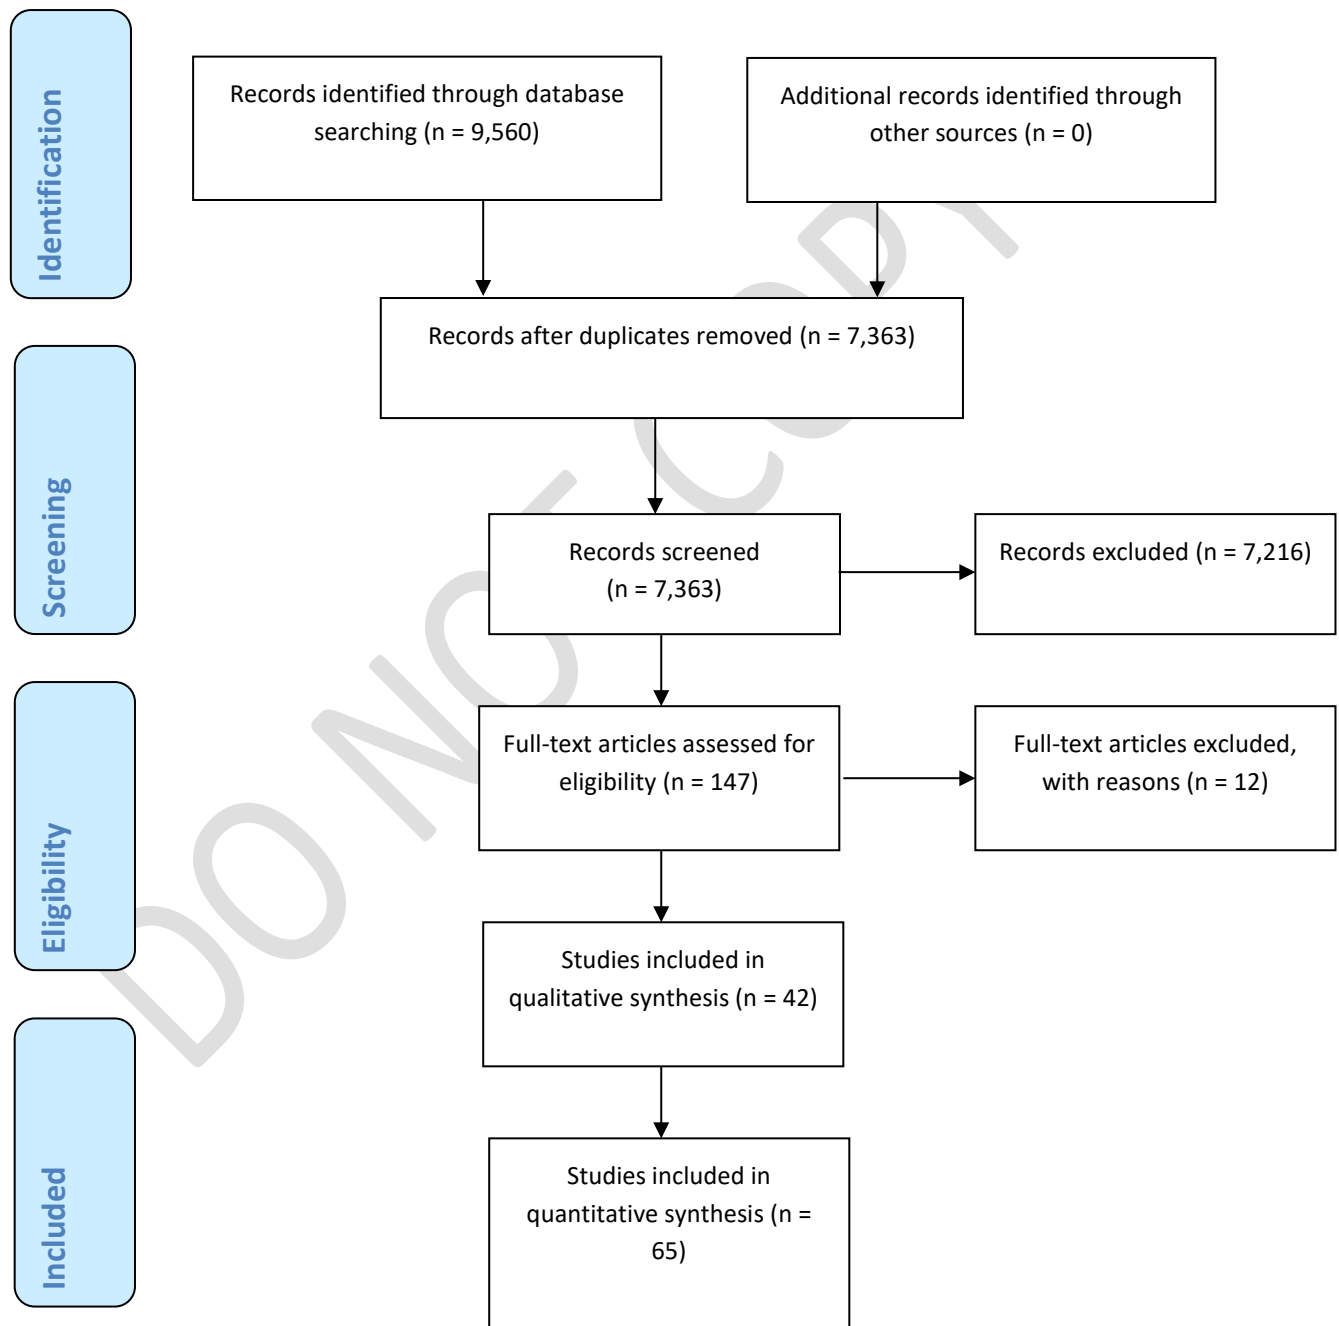 Identification
Records identified through database
searching (n = 9,560)
Additional records identified through
other sources (n = 0)
Records after duplicates removed (n = 7,363)
Screening
Records screened
(n = 7,363)
Records excluded (n = 7,216)
Eligibility
Full-text articles assessed for
eligibility (n = 147)
Full-text articles excluded,
with reasons (n = 12)
Studies included in
qualitative synthesis (n = 42)
Included
Studies included in
quantitative synthesis (n =
65)
DO NOT COPY